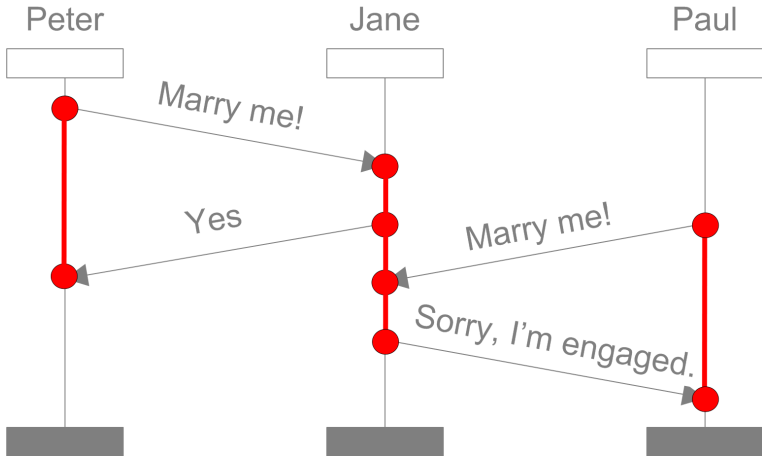 Peter
Jane
Paul
Marry me!
Yes
Marry me!
Sorry, I’m engaged.